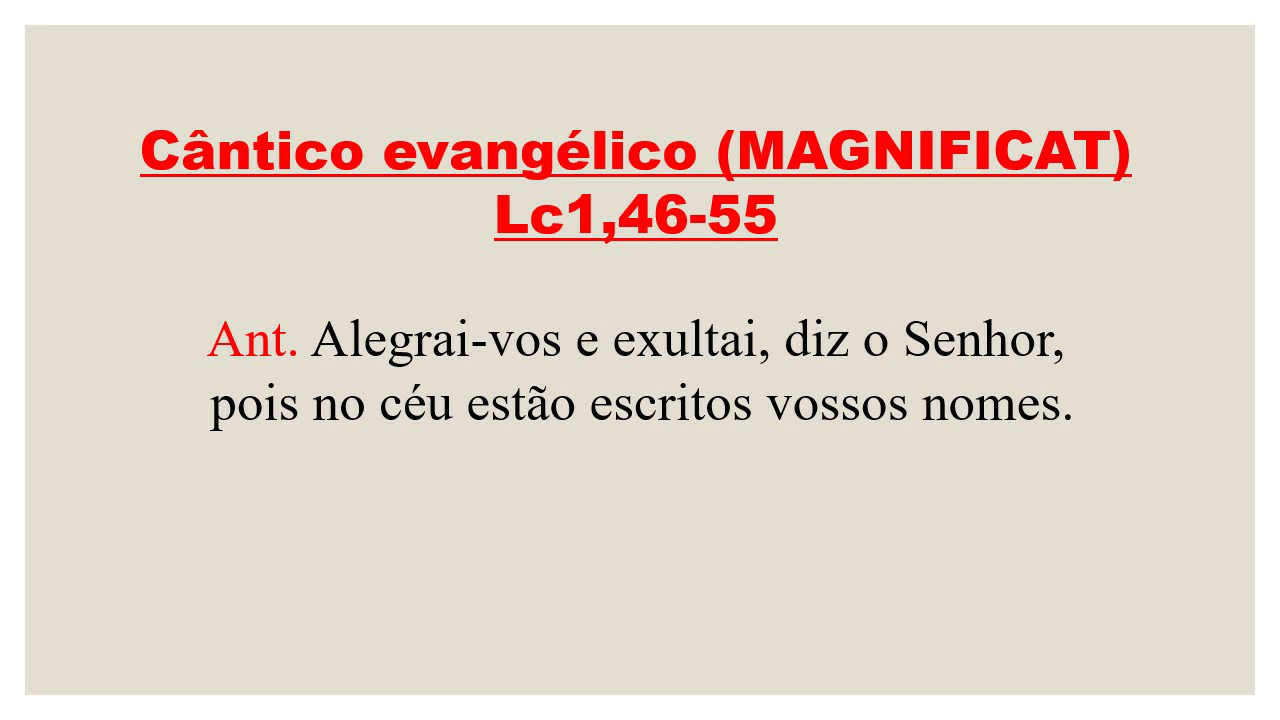 Cântico evangélico (MAGNIFICAT)
Lc1,46-55
Ant. Alegrai-vos e exultai, diz o Senhor,
pois no céu estão escritos vossos nomes.